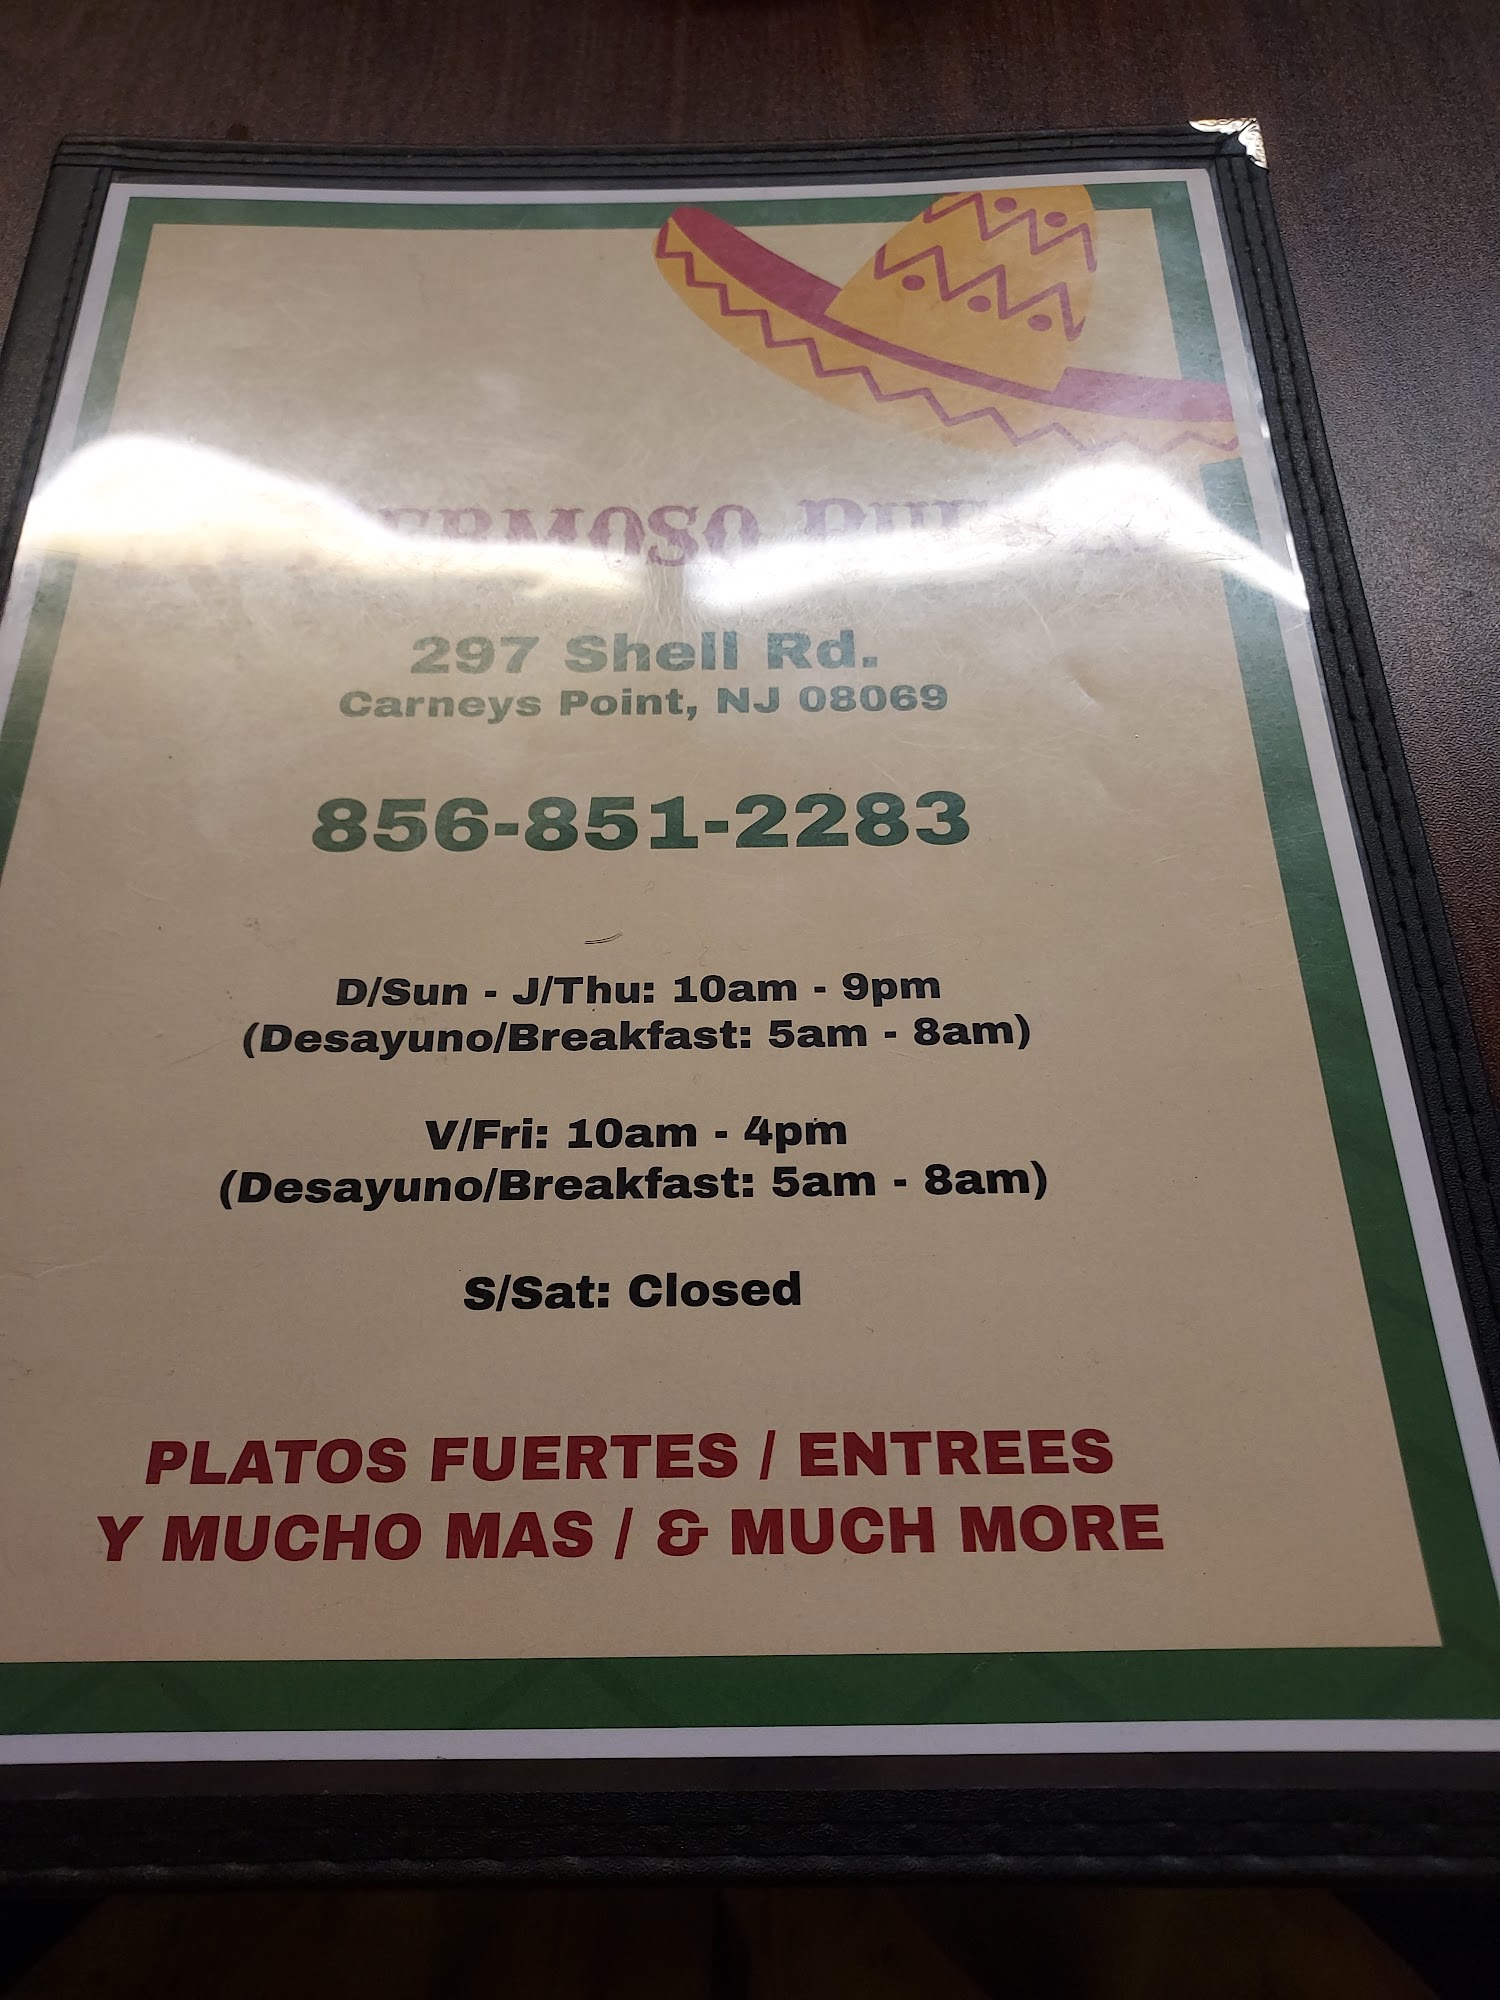 HERMOSO
297 Shell Rd.
Carneys Point, NJ 08069
856-851-2283
D/Sun - J/Thu: 10am - 9pm
(Desayuno/Breakfast: 5am - 8am)
V/Fri: 10am - 4pm
(Desayuno/Breakfast: 5am - 8am)
S/Sat: Closed
PLATOS FUERTES / ENTREES
Y MUCHO MAS / & MUCH MORE